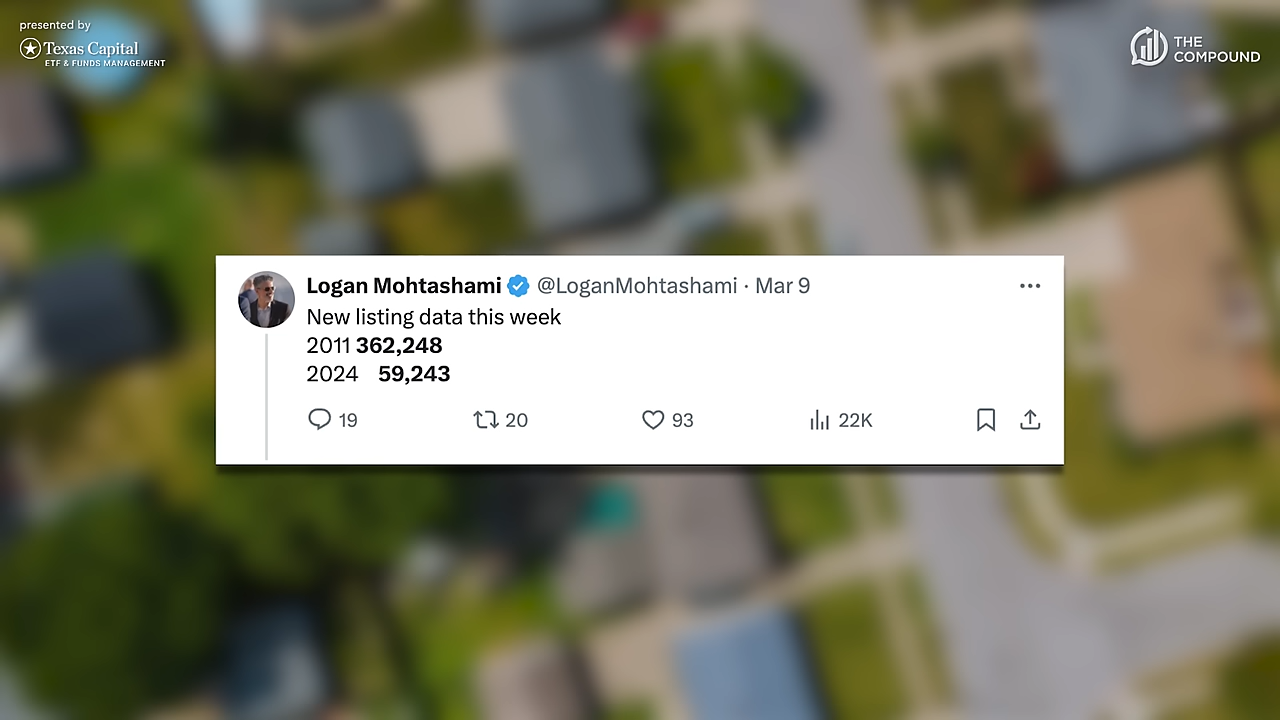 presented by
Texas Capital
ETF & FUNDS MANAGEMENT
THE
COMPOUND
Logan Mohtashami @LoganMohtashami · Mar 9
New listing data this week
2011 362,248
2024 59,243
19 20 93 22K